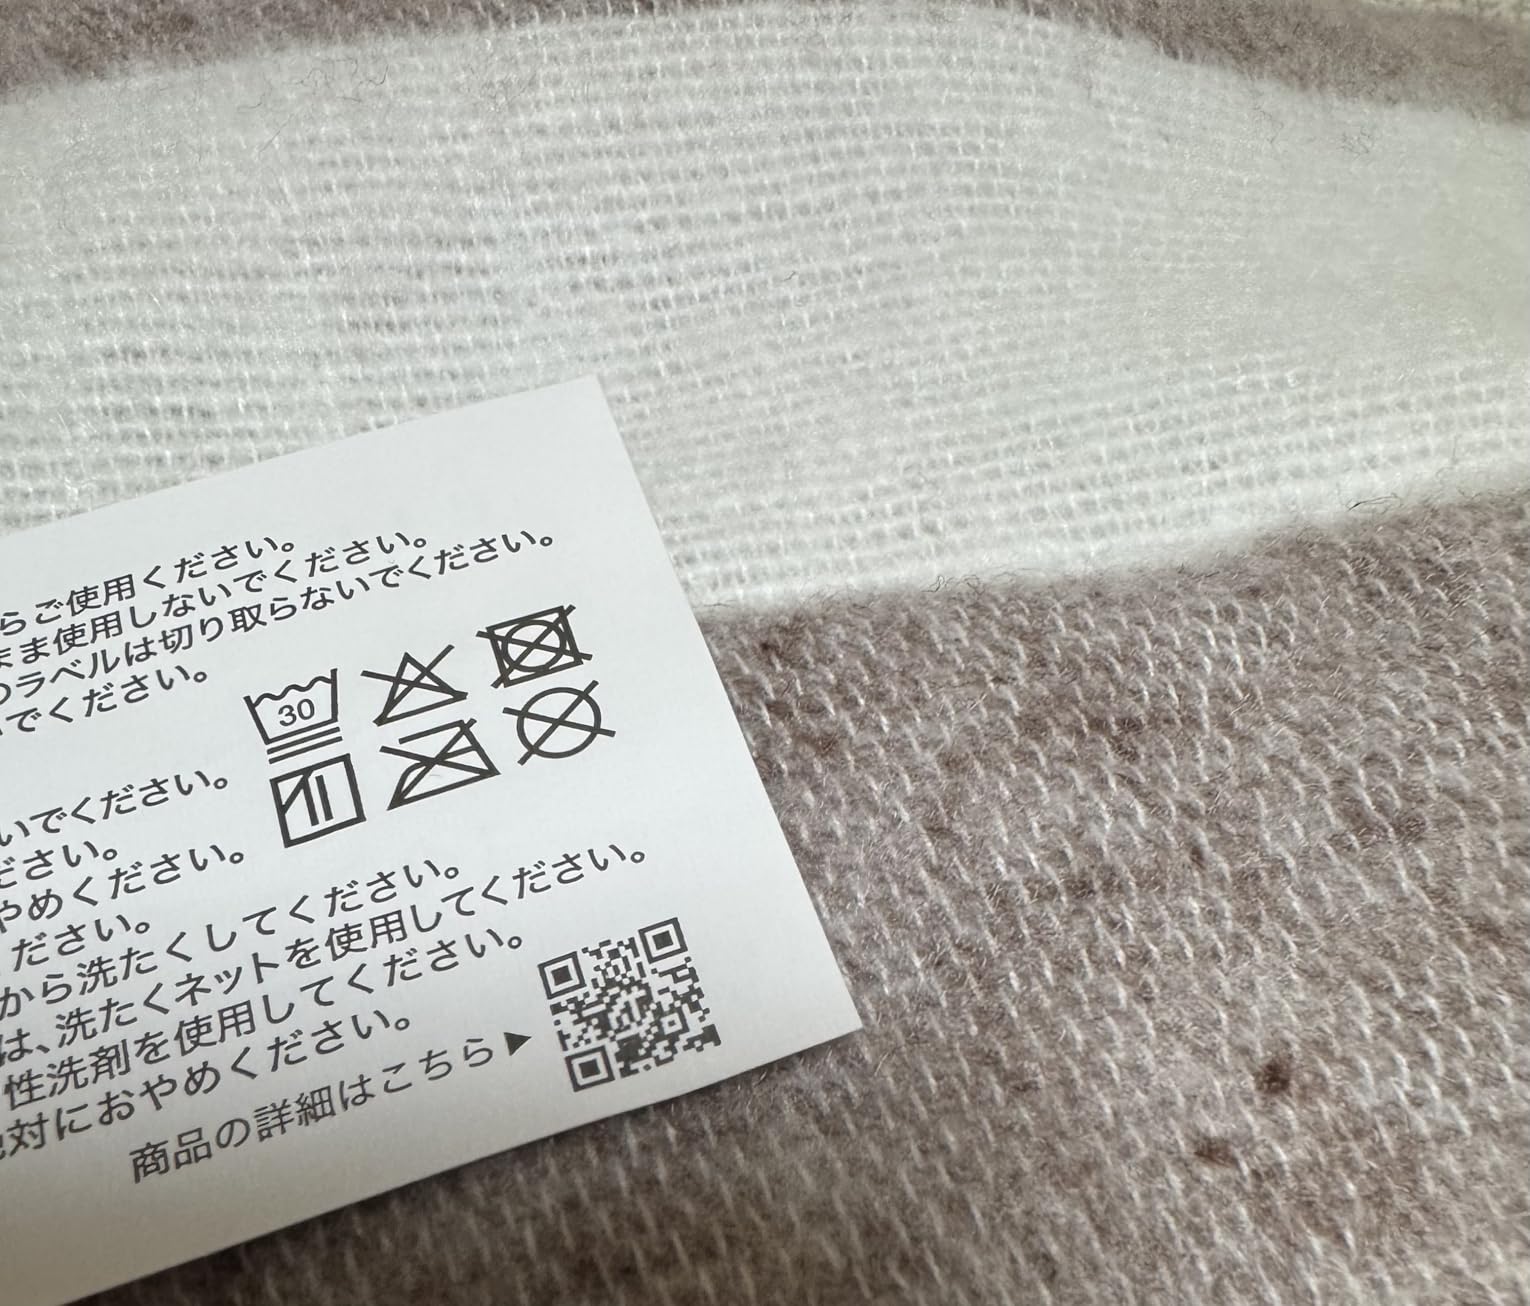 らご使用ください。
まま使用しないでください。
のラベルは切り取らないでください。
でください。
30
いでください。
ださい。
やめください。
ください。
から洗たくしてください。
は、洗たくネットを使用してください。
性洗剤を使用してください。
絶対におやめください。
商品の詳細はこちら▶